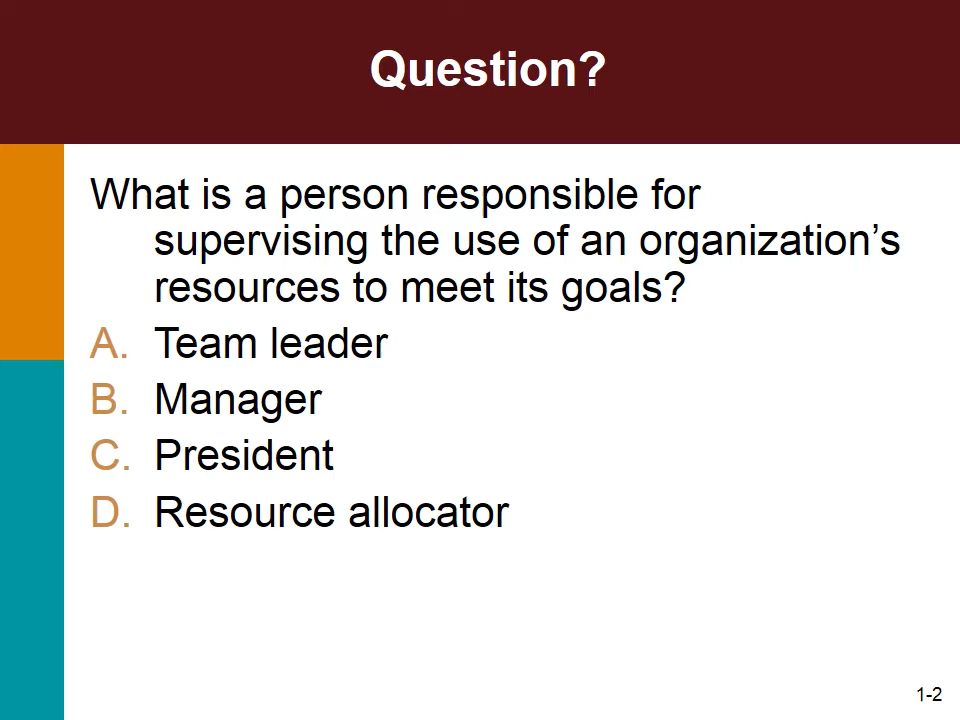 Question?
What is a person responsible for
supervising the use of an organization’s
resources to meet its goals?
A. Team leader
B. Manager
C. President
D. Resource allocator
1-2